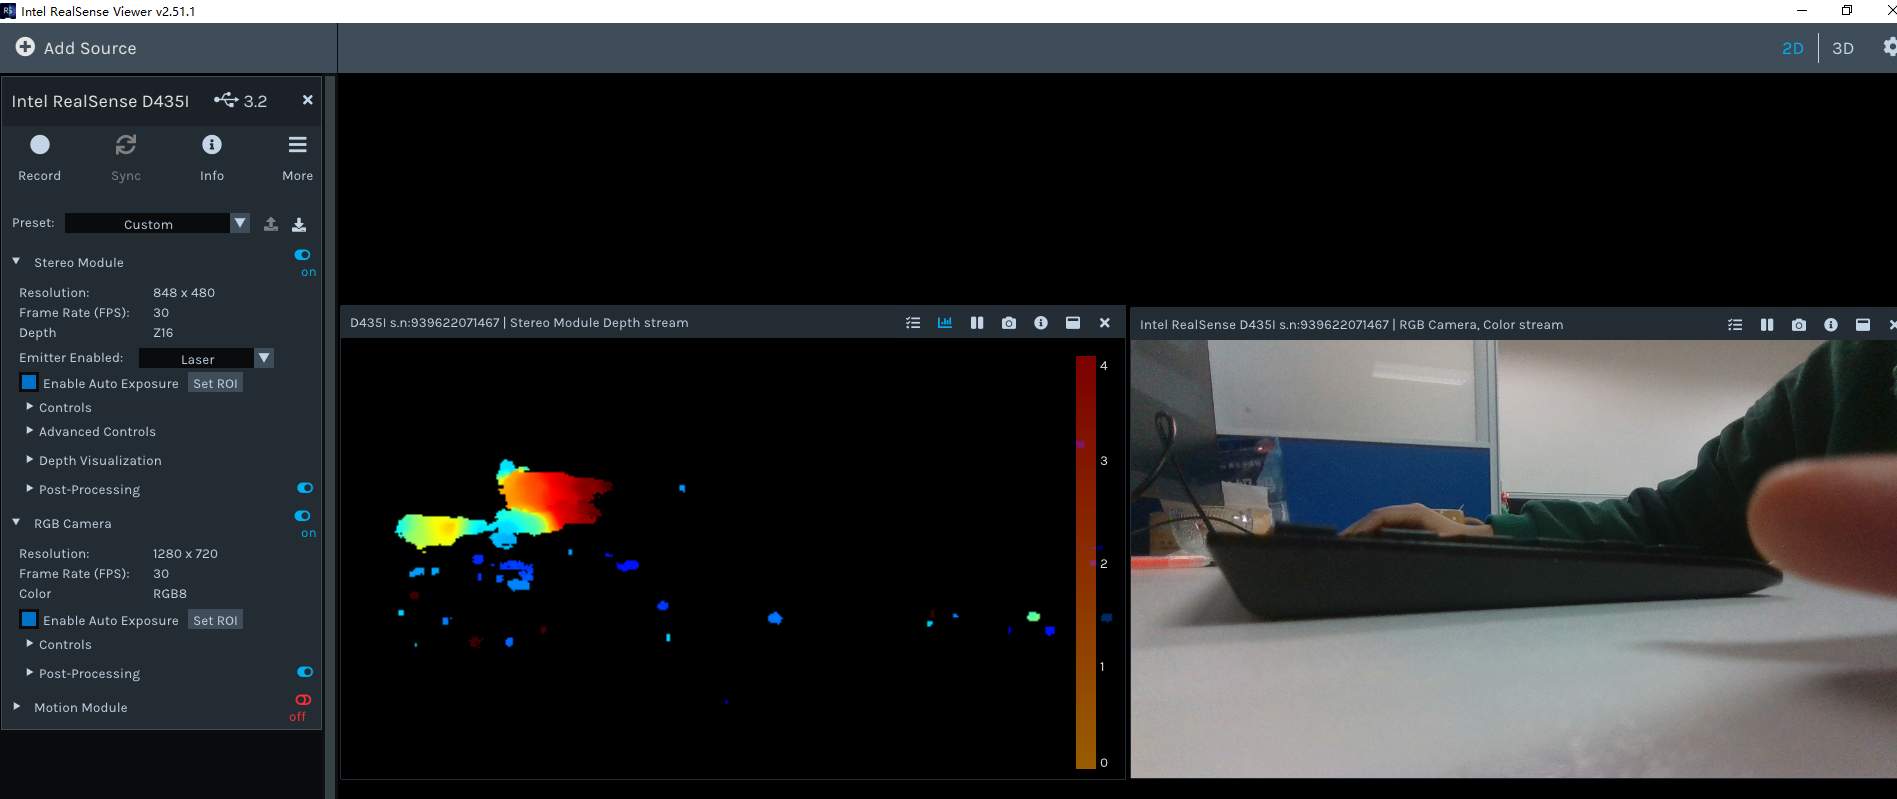 RS Intel RealSense Viewer v2.51.1
Add Source
2D 3D
Intel RealSense D435I 3.2
Record Sync Info More
Preset: Custom
Stereo Module on
Resolution: 848 x 480
Frame Rate (FPS): 30
Depth Z16
Emitter Enabled: Laser
Enable Auto Exposure Set ROI
Controls
Advanced Controls
Depth Visualization
Post-Processing
RGB Camera on
Resolution: 1280 x 720
Frame Rate (FPS): 30
Color RGB8
Enable Auto Exposure Set ROI
Controls
Post-Processing
Motion Module off
D435I s.n:939622071467 | Stereo Module Depth stream
4
3
2
1
0
Intel RealSense D435I s.n:939622071467 | RGB Camera, Color stream